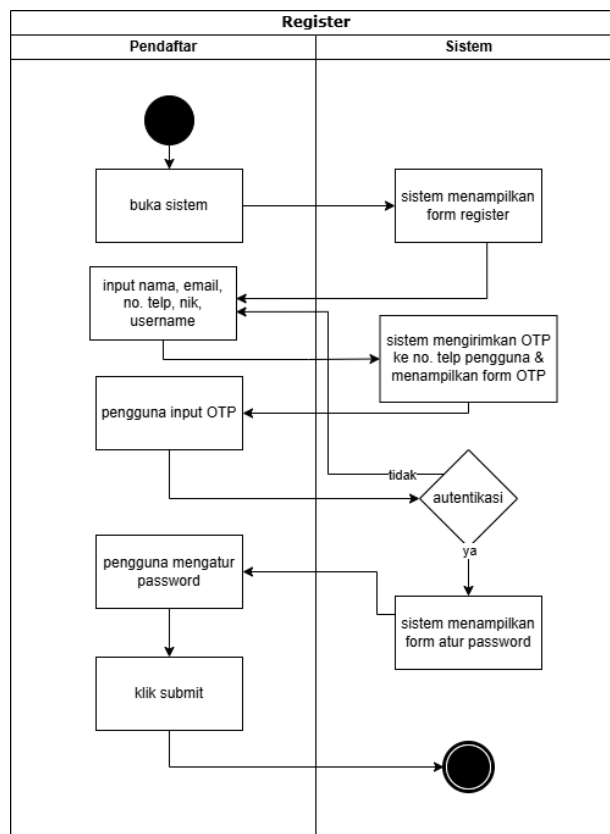 Register
Pendaftar
Sistem
buka sistem
sistem menampilkan
form register
input nama, email,
no. telp, nik,
username
sistem mengirimkan OTP
ke no. telp pengguna &
menampilkan form OTP
pengguna input OTP
tidak
autentikasi
ya
pengguna mengatur
password
sistem menampilkan
form atur password
klik submit